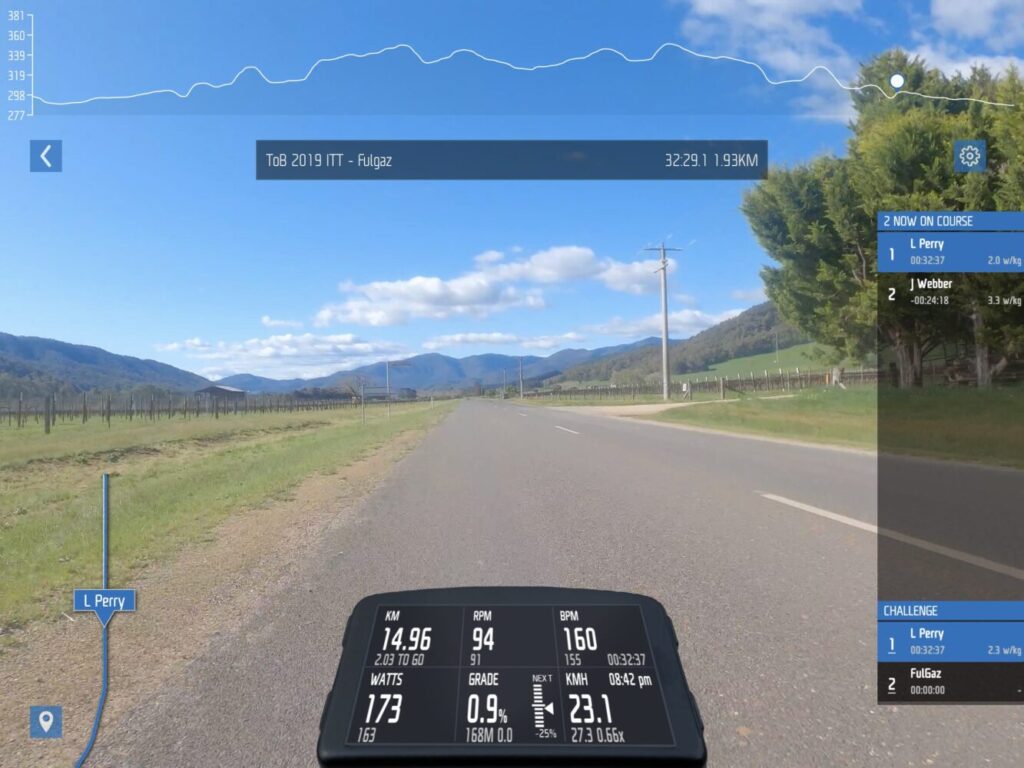 381
360
339
319
298
277
ToB 2019 ITT - Fulgaz 32:29.1 1.93KM
2 NOW ON COURSE
1 L Perry
00:32:37 2.0 w/kg
2 J Webber
-00:24:18 3.3 w/kg
L Perry
CHALLENGE
1 L Perry
00:32:37 2.3 w/kg
2 FulGaz
00:00:00 -
KM RPM BPM
14.96 94 160
2.03 TO GO 91 155 00:32:37
WATTS GRADE NEXT KMH 08:42 pm
173 0.9% 23.1
163 168M 0.0 -25% 27.3 0.66x